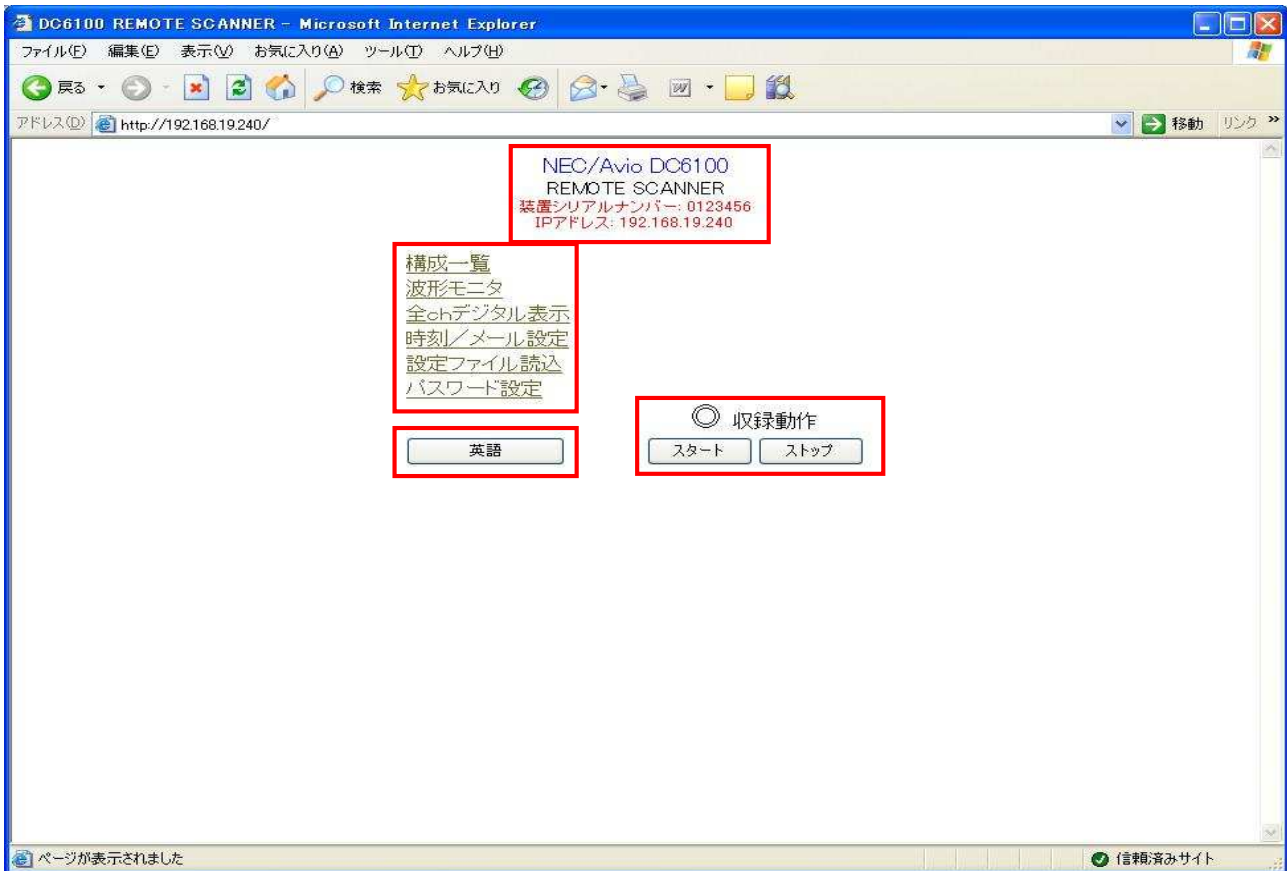 DC6100 REMOTE SCANNER - Microsoft Internet Explorer
ファイル(F) 編集(E) 表示(V) お気に入り(A) ツール(T) ヘルプ(H)
戻る 検索 お気に入り
アドレス(D) http://192.168.19.240/ 移動 リンク »
NEC/Avio DC6100
REMOTE SCANNER
装置シリアルナンバー: 0123456
IPアドレス: 192.168.19.240
構成一覧
波形モニタ
全chデジタル表示
時刻/メール設定
設定ファイル読込
パスワード設定
◎ 収録動作
英語 スタート ストップ
ページが表示されました 信頼済みサイト